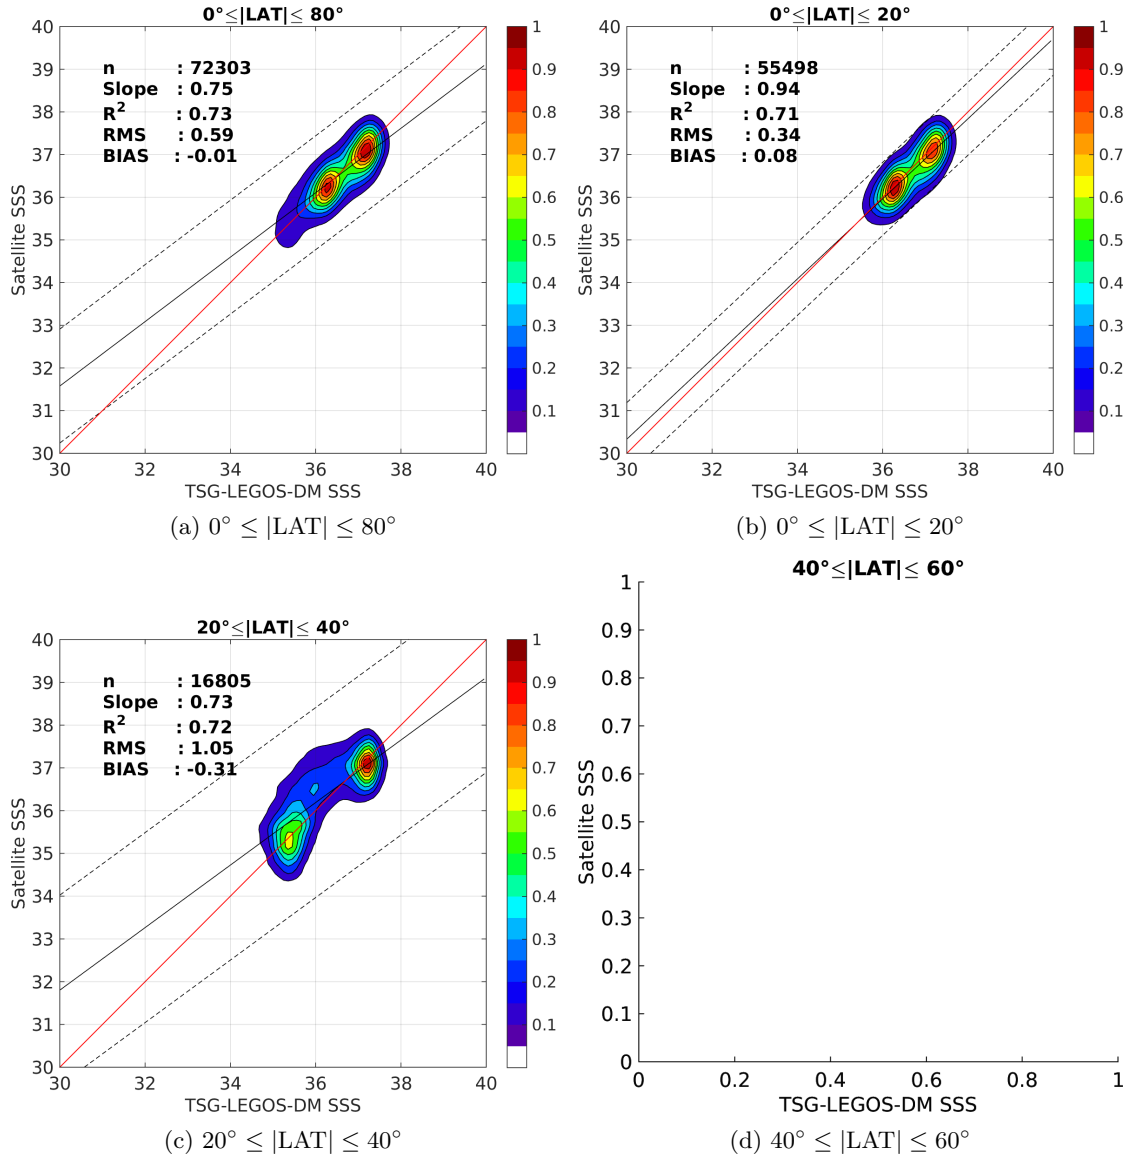 0°≤|LAT|≤ 80°
n : 72303
Slope : 0.75
R² : 0.73
RMS : 0.59
BIAS : -0.01
40
39
38
37
36
35
34
33
32
31
30
30 32 34 36 38 40
Satellite SSS
TSG-LEGOS-DM SSS
1
0.9
0.8
0.7
0.6
0.5
0.4
0.3
0.2
0.1
(a) 0° ≤ |LAT| ≤ 80°
0°≤|LAT|≤ 20°
n : 55498
Slope : 0.94
R² : 0.71
RMS : 0.34
BIAS : 0.08
40
39
38
37
36
35
34
33
32
31
30
30 32 34 36 38 40
Satellite SSS
TSG-LEGOS-DM SSS
1
0.9
0.8
0.7
0.6
0.5
0.4
0.3
0.2
0.1
(b) 0° ≤ |LAT| ≤ 20°
20°≤|LAT|≤ 40°
n : 16805
Slope : 0.73
R² : 0.72
RMS : 1.05
BIAS : -0.31
40
39
38
37
36
35
34
33
32
31
30
30 32 34 36 38 40
Satellite SSS
TSG-LEGOS-DM SSS
1
0.9
0.8
0.7
0.6
0.5
0.4
0.3
0.2
0.1
(c) 20° ≤ |LAT| ≤ 40°
40°≤|LAT|≤ 60°
1
0.9
0.8
0.7
0.6
0.5
0.4
0.3
0.2
0.1
0
0 0.2 0.4 0.6 0.8 1
Satellite SSS
TSG-LEGOS-DM SSS
(d) 40° ≤ |LAT| ≤ 60°